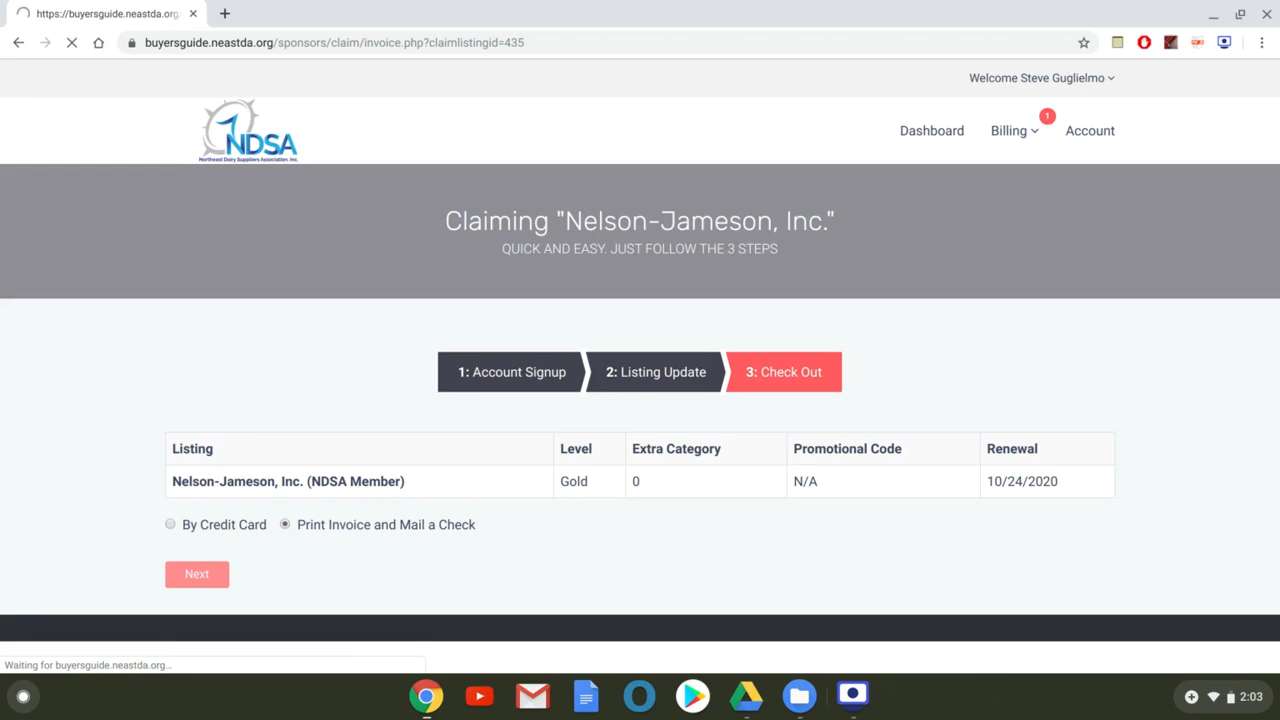 https://buyersguide.neastda.org
buyersguide.neastda.org/sponsors/claim/invoice.php?claimlistingid=435
Welcome Steve Guglielmo
NDSA
Northeast Dairy Suppliers Association, Inc.
Dashboard
Billing
1
Account
Claiming "Nelson-Jameson, Inc."
QUICK AND EASY. JUST FOLLOW THE 3 STEPS
1: Account Signup
2: Listing Update
3: Check Out
Listing Level Extra Category Promotional Code Renewal
Nelson-Jameson, Inc. (NDSA Member) Gold 0 N/A 10/24/2020
By Credit Card Print Invoice and Mail a Check
Next
Waiting for buyersguide.neastda.org...
2:03